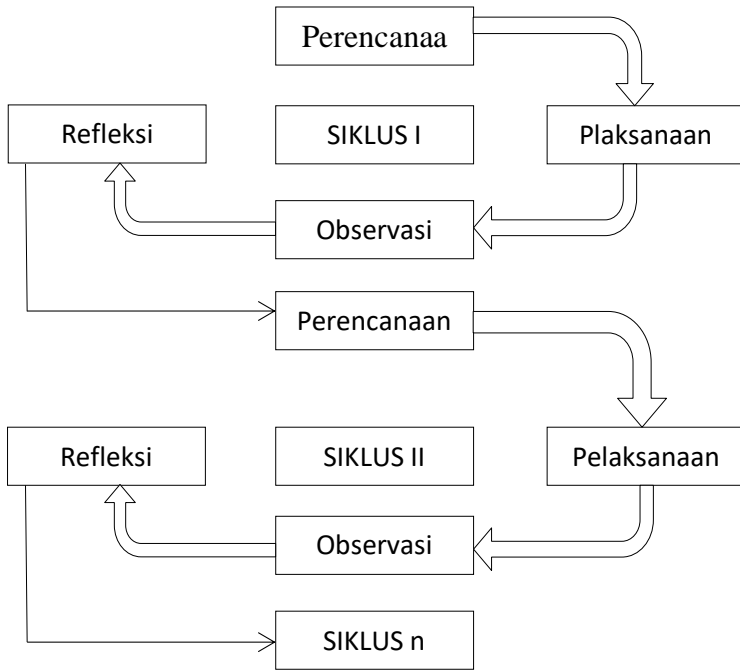 Perencanaa
Refleksi
SIKLUS I
Plaksanaan
Observasi
Perencanaan
Refleksi
SIKLUS II
Pelaksanaan
Observasi
SIKLUS n